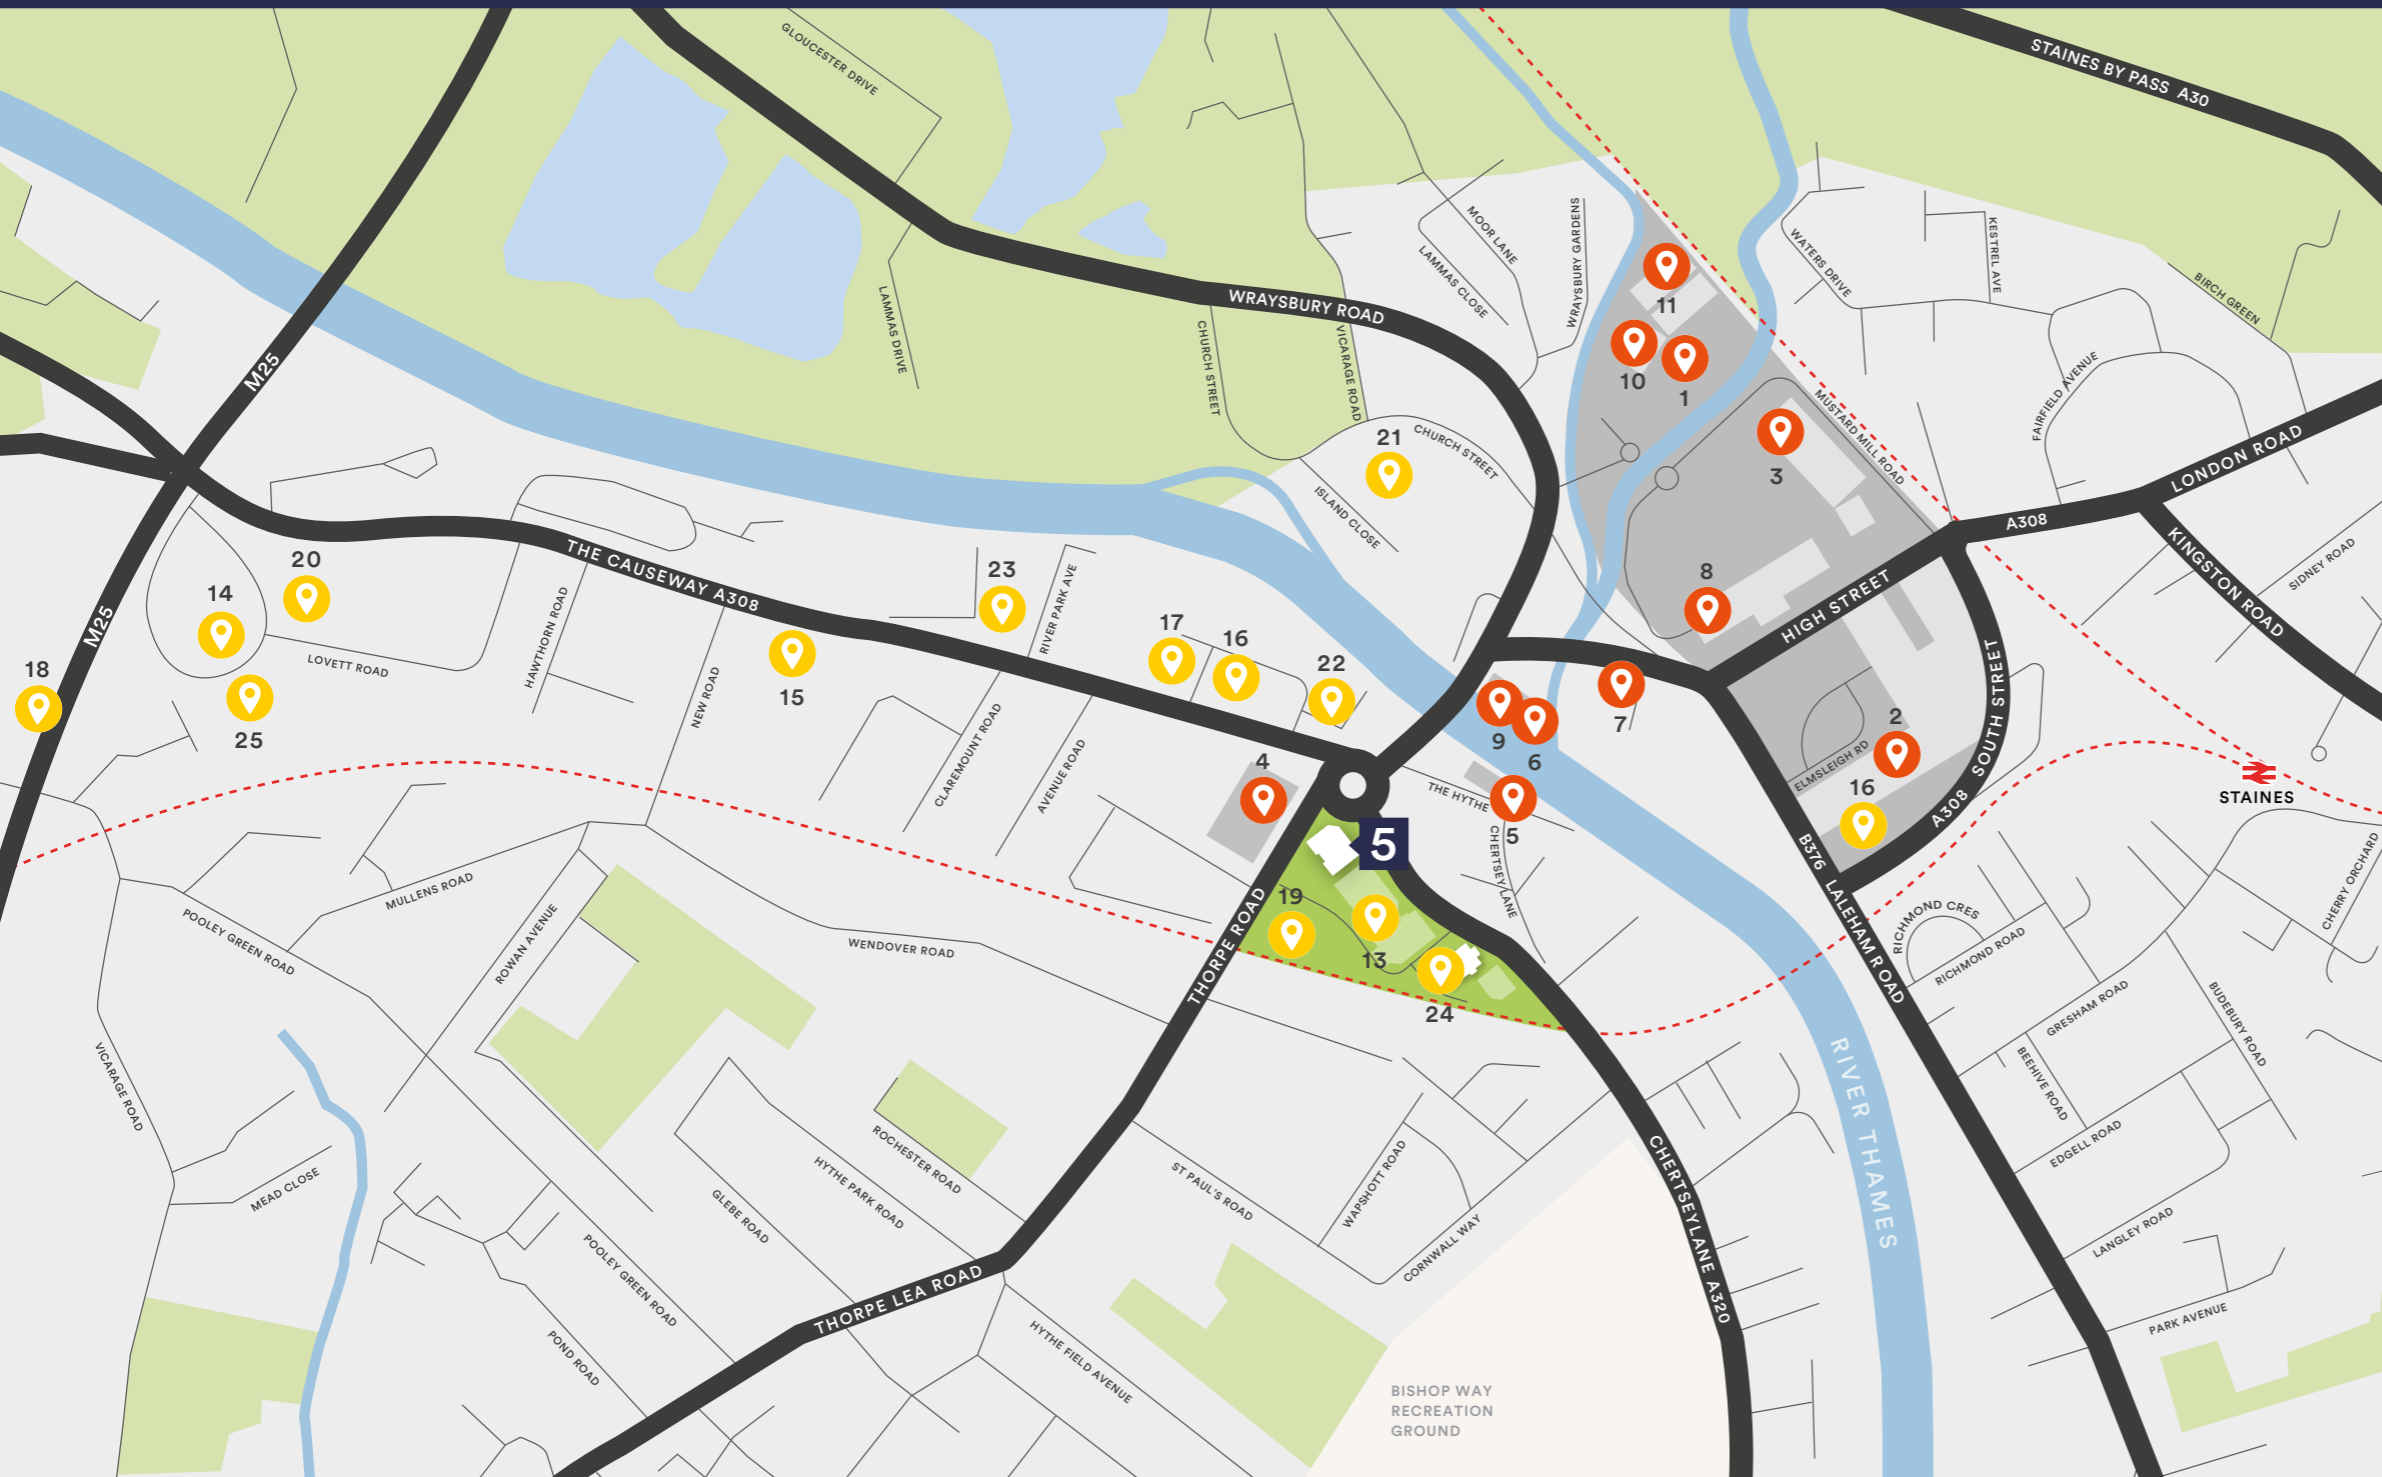 STAINES BY PASS A30
GLOUCESTER DRIVE
MOOR LANE
LAMMAS CLOSE
WRAYSBURY GARDENS
WATERS DRIVE
KESTREL AVE
BIRCH GREEN
11
LAMMAS DRIVE
WRAYSBURY ROAD
CHURCH STREET
VICARAGE ROAD
M25
10
1
MUSTARD MILL ROAD
FAIRFIELD AVENUE
21
CHURCH STREET
ISLAND CLOSE
3
LONDON ROAD
A308
KINGSTON ROAD
SIDNEY ROAD
THE CAUSEWAY A308
20
14
M25
LOVETT ROAD
HAWTHORN ROAD
23
RIVER PARK AVE
8
HIGH STREET
18
25
NEW ROAD
15
17
16
22
9
6
7
2
ELMSLEIGH RD
SOUTH STREET
16
A308
STAINES
CLAREMOUNT ROAD
AVENUE ROAD
4
THE HYTHE
5
CHERTSEY LANE
B376
LALEHAM ROAD
5
CHERRY ORCHARD
MULLENS ROAD
POOLEY GREEN ROAD
ROWAN AVENUE
WENDOVER ROAD
THORPE ROAD
19
13
24
RICHMOND CRES
RICHMOND ROAD
GRESHAM ROAD
BUDEBURY ROAD
BEEHIVE ROAD
VICARAGE ROAD
MEAD CLOSE
RIVER THAMES
EDGELL ROAD
ROCHESTER ROAD
HYTHE PARK ROAD
GLEBE ROAD
ST PAUL'S ROAD
WAPSHOTT ROAD
CORNWALL WAY
CHERTSEY LANE A320
LANGLEY ROAD
PARK AVENUE
POOLEY GREEN ROAD
POND ROAD
THORPE LEA ROAD
HYTHE FIELD AVENUE
BISHOP WAY
RECREATION
GROUND